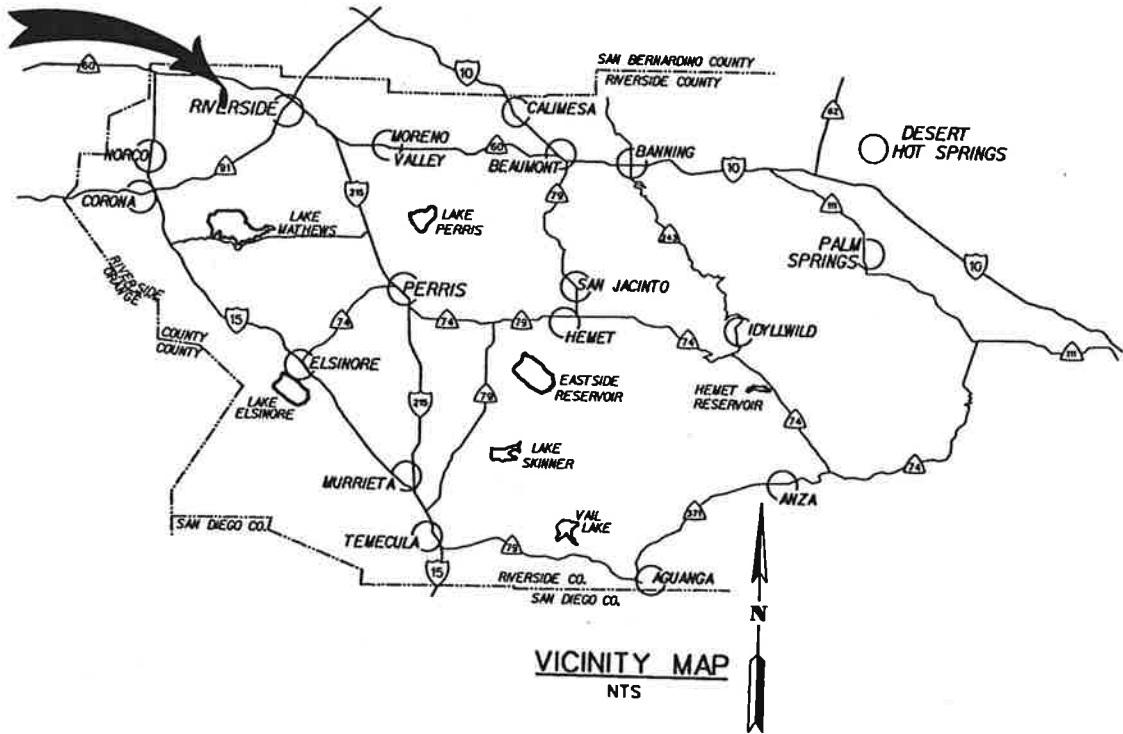 SAN BERNARDINO COUNTY
RIVERSIDE COUNTY
60
10
RIVERSIDE
CALIMESA
62
DESERT
HOT SPRINGS
NORCO
MORENO
VALLEY
60
BEAUMONT
BANNING
10
91
CORONA
215
79
111
LAKE
MATHEWS
LAKE
PERRIS
243
PALM
SPRINGS
10
RIVERSIDE
ORANGE
PERRIS
SAN JACINTO
15
74
74
79
HEMET
74
IDYLLWILD
111
COUNTY
COUNTY
ELSINORE
EASTSIDE
RESERVOIR
LAKE
ELSINORE
79
215
HEMET
RESERVOIR
74
LAKE
SKINNER
74
MURRIETA
ANZA
SAN DIEGO CO.
VAIL
LAKE
371
TEMECULA
79
15
RIVERSIDE CO.
SAN DIEGO CO.
AGUANGA
N
VICINITY MAP
NTS